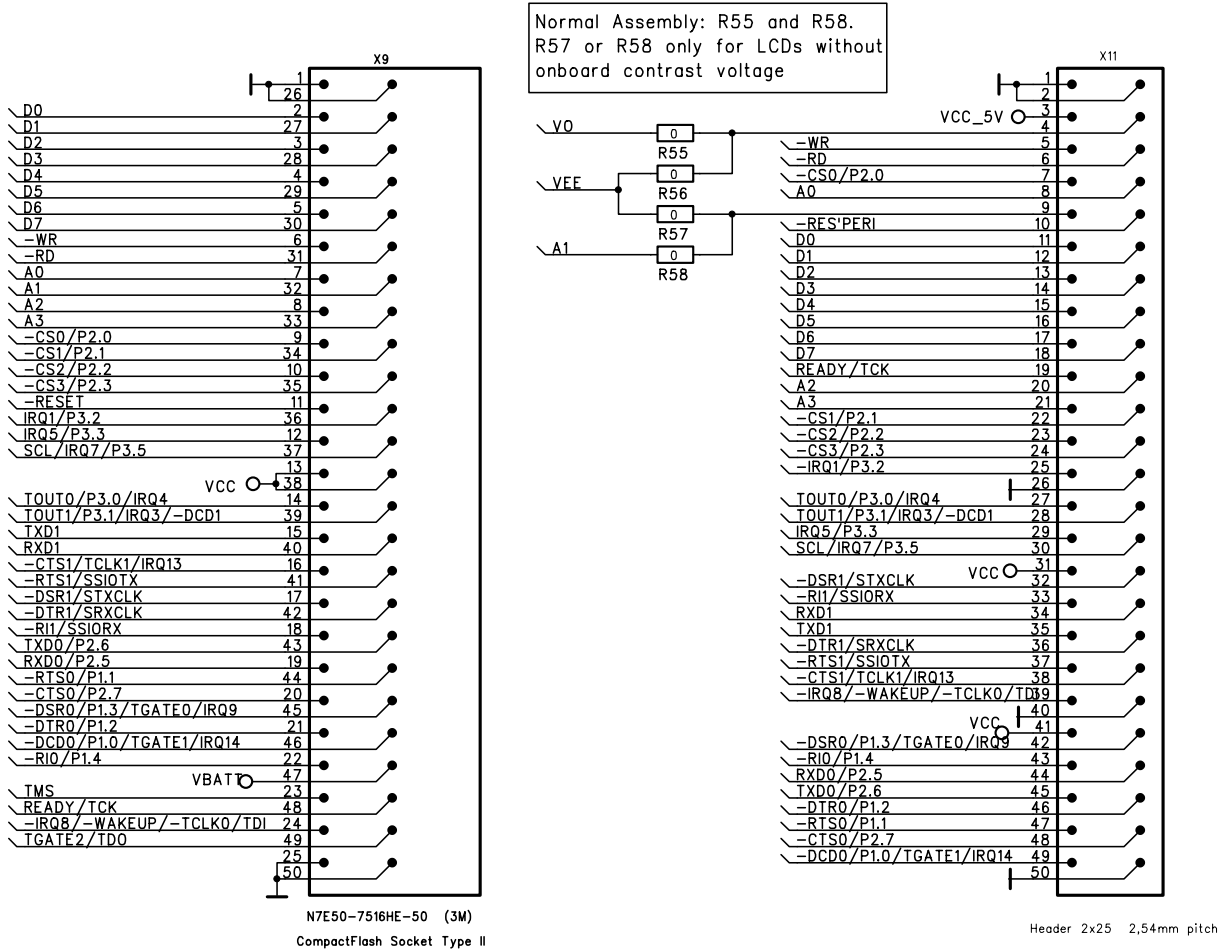 Normal Assembly: R55 and R58.
R57 or R58 only for LCDs without
onboard contrast voltage
X9
1
26
D0 2
D1 27
D2 3
D3 28
D4 4
D5 29
D6 5
D7 30
-WR 6
-RD 31
A0 7
A1 32
A2 8
A3 33
-CS0/P2.0 9
-CS1/P2.1 34
-CS2/P2.2 10
-CS3/P2.3 35
-RESET 11
IRQ1/P3.2 36
IRQ5/P3.3 12
SCL/IRQ7/P3.5 37
13
VCC 38
TOUT0/P3.0/IRQ4 14
TOUT1/P3.1/IRQ3/-DCD1 39
TXD1 15
RXD1 40
-CTS1/TCLK1/IRQ13 16
-RTS1/SSIOTX 41
-DSR1/STXCLK 17
-DTR1/SRXCLK 42
-RI1/SSIORX 18
TXD0/P2.6 43
RXD0/P2.5 19
-RTS0/P1.1 44
-CTS0/P2.7 20
-DSR0/P1.3/TGATE0/IRQ9 45
-DTR0/P1.2 21
-DCD0/P1.0/TGATE1/IRQ14 46
-RI0/P1.4 22
VBATT 47
TMS 23
READY/TCK 48
-IRQ8/-WAKEUP/-TCLK0/TDI 24
TGATE2/TDO 49
25
50
N7E50-7516HE-50 (3M)
CompactFlash Socket Type II
VO
0
R55
0
R56
VEE
0
R57
A1
0
R58
X11
1
2
VCC_5V 3
4
-WR 5
-RD 6
-CS0/P2.0 7
A0 8
9
-RES'PERI 10
D0 11
D1 12
D2 13
D3 14
D4 15
D5 16
D6 17
D7 18
READY/TCK 19
A2 20
A3 21
-CS1/P2.1 22
-CS2/P2.2 23
-CS3/P2.3 24
-IRQ1/P3.2 25
26
TOUT0/P3.0/IRQ4 27
TOUT1/P3.1/IRQ3/-DCD1 28
IRQ5/P3.3 29
SCL/IRQ7/P3.5 30
VCC 31
-DSR1/STXCLK 32
-RI1/SSIORX 33
RXD1 34
TXD1 35
-DTR1/SRXCLK 36
-RTS1/SSIOTX 37
-CTS1/TCLK1/IRQ13 38
-IRQ8/-WAKEUP/-TCLK0/TDI 39
40
VCC 41
-DSR0/P1.3/TGATE0/IRQ9 42
-RI0/P1.4 43
RXD0/P2.5 44
TXD0/P2.6 45
-DTR0/P1.2 46
-RTS0/P1.1 47
-CTS0/P2.7 48
-DCD0/P1.0/TGATE1/IRQ14 49
50
Header 2x25 2,54mm pitch